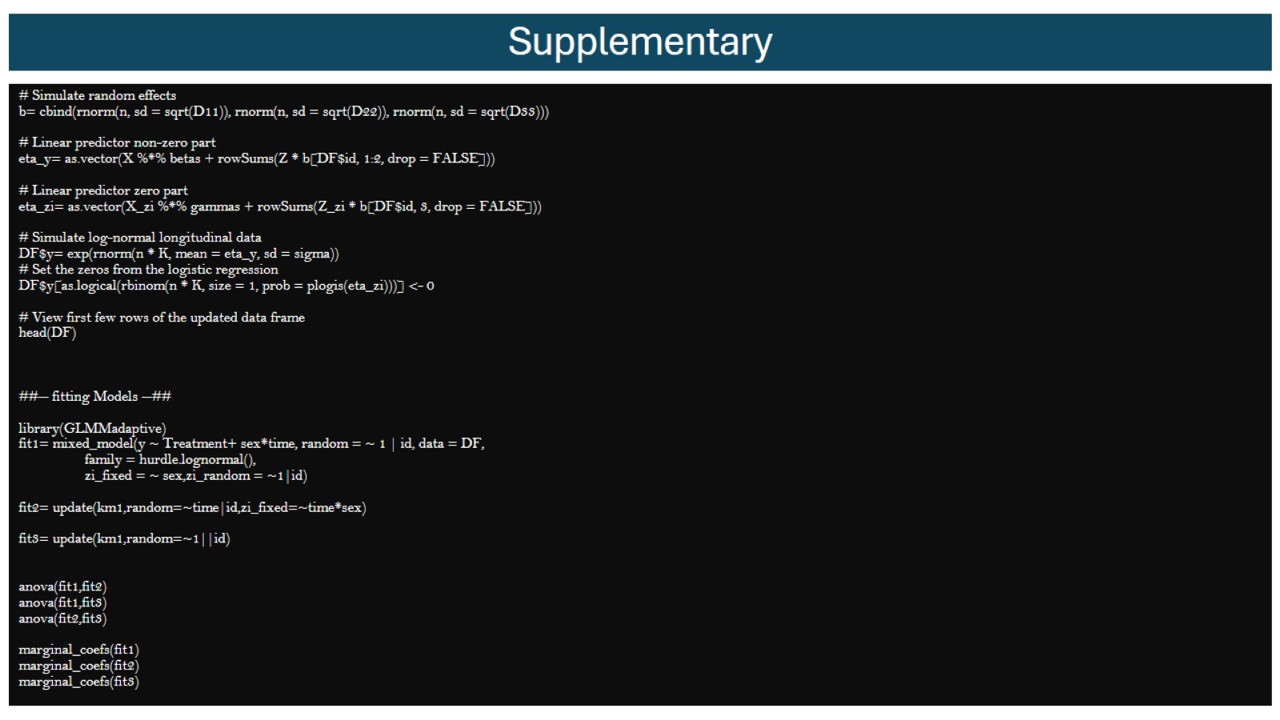 Supplementary
# Simulate random effects
b= cbind(rnorm(n, sd = sqrt(D11)), rnorm(n, sd = sqrt(D22)), rnorm(n, sd = sqrt(D33)))
# Linear predictor non-zero part
eta_y= as.vector(X %*% betas + rowSums(Z * b[DF$id, 1:2, drop = FALSE]))
# Linear predictor zero part
eta_zi= as.vector(X_zi %*% gammas + rowSums(Z_zi * b[DF$id, 3, drop = FALSE]))
# Simulate log-normal longitudinal data
DF$y= exp(rnorm(n * K, mean = eta_y, sd = sigma))
# Set the zeros from the logistic regression
DF$y[as.logical(rbinom(n * K, size = 1, prob = plogis(eta_zi)))] <- 0
# View first few rows of the updated data frame
head(DF)
##— fitting Models —##
library(GLMMadaptive)
fit1= mixed_model(y ~ Treatment+ sex*time, random = ~ 1 | id, data = DF,
family = hurdle.lognormal(),
zi_fixed = ~ sex,zi_random = ~1|id)
fit2= update(km1,random=~time|id,zi_fixed=~time*sex)
fit3= update(km1,random=~1||id)
anova(fit1,fit2)
anova(fit1,fit3)
anova(fit2,fit3)
marginal_coefs(fit1)
marginal_coefs(fit2)
marginal_coefs(fit3)